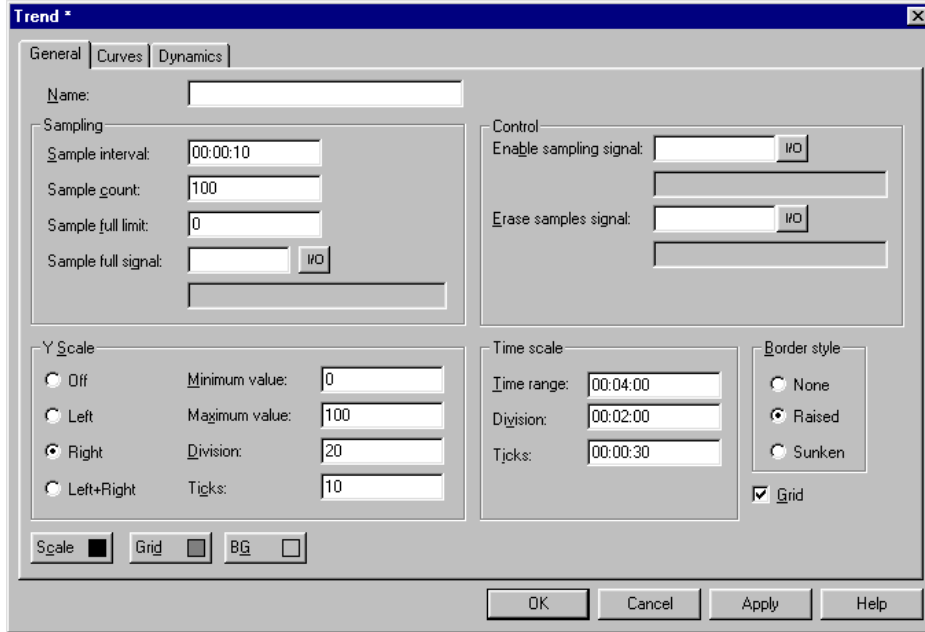 Trend *
General Curves Dynamics
Name:
Sampling
Sample interval: 00:00:10
Sample count: 100
Sample full limit: 0
Sample full signal: I/O
Control
Enable sampling signal: I/O
Erase samples signal: I/O
Y Scale
Off Minimum value: 0
Left Maximum value: 100
Right Division: 20
Left+Right Ticks: 10
Time scale
Time range: 00:04:00
Division: 00:02:00
Ticks: 00:00:30
Border style
None
Raised
Sunken
Grid
Scale Grid BG
OK Cancel Apply Help